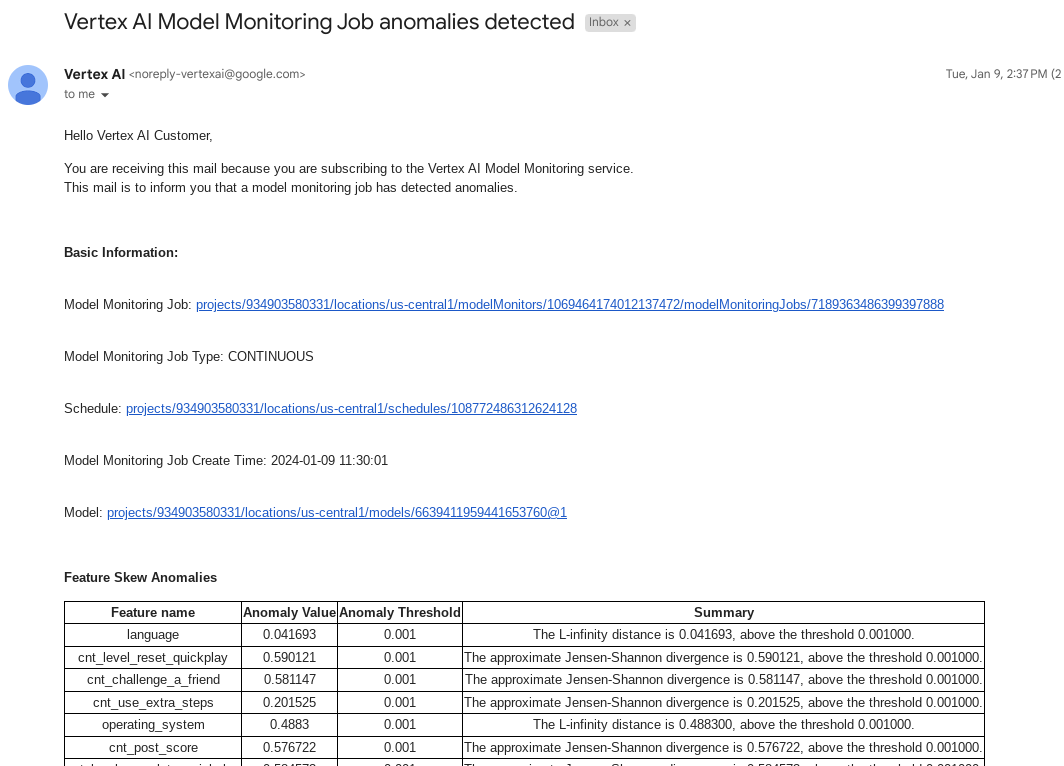 Vertex AI Model Monitoring Job anomalies detected Inbox ×
Vertex AI <noreply-vertexai@google.com> Tue, Jan 9, 2:37 PM (2
to me
Hello Vertex AI Customer,
You are receiving this mail because you are subscribing to the Vertex AI Model Monitoring service.
This mail is to inform you that a model monitoring job has detected anomalies.
Basic Information:
Model Monitoring Job: projects/934903580331/locations/us-central1/modelMonitors/1069464174012137472/modelMonitoringJobs/7189363486399397888
Model Monitoring Job Type: CONTINUOUS
Schedule: projects/934903580331/locations/us-central1/schedules/108772486312624128
Model Monitoring Job Create Time: 2024-01-09 11:30:01
Model: projects/934903580331/locations/us-central1/models/6639411959441653760@1
Feature Skew Anomalies
Feature name Anomaly Value Anomaly Threshold Summary
language 0.041693 0.001 The L-infinity distance is 0.041693, above the threshold 0.001000.
cnt_level_reset_quickplay 0.590121 0.001 The approximate Jensen-Shannon divergence is 0.590121, above the threshold 0.001000.
cnt_challenge_a_friend 0.581147 0.001 The approximate Jensen-Shannon divergence is 0.581147, above the threshold 0.001000.
cnt_use_extra_steps 0.201525 0.001 The approximate Jensen-Shannon divergence is 0.201525, above the threshold 0.001000.
operating_system 0.4883 0.001 The L-infinity distance is 0.488300, above the threshold 0.001000.
cnt_post_score 0.576722 0.001 The approximate Jensen-Shannon divergence is 0.576722, above the threshold 0.001000.